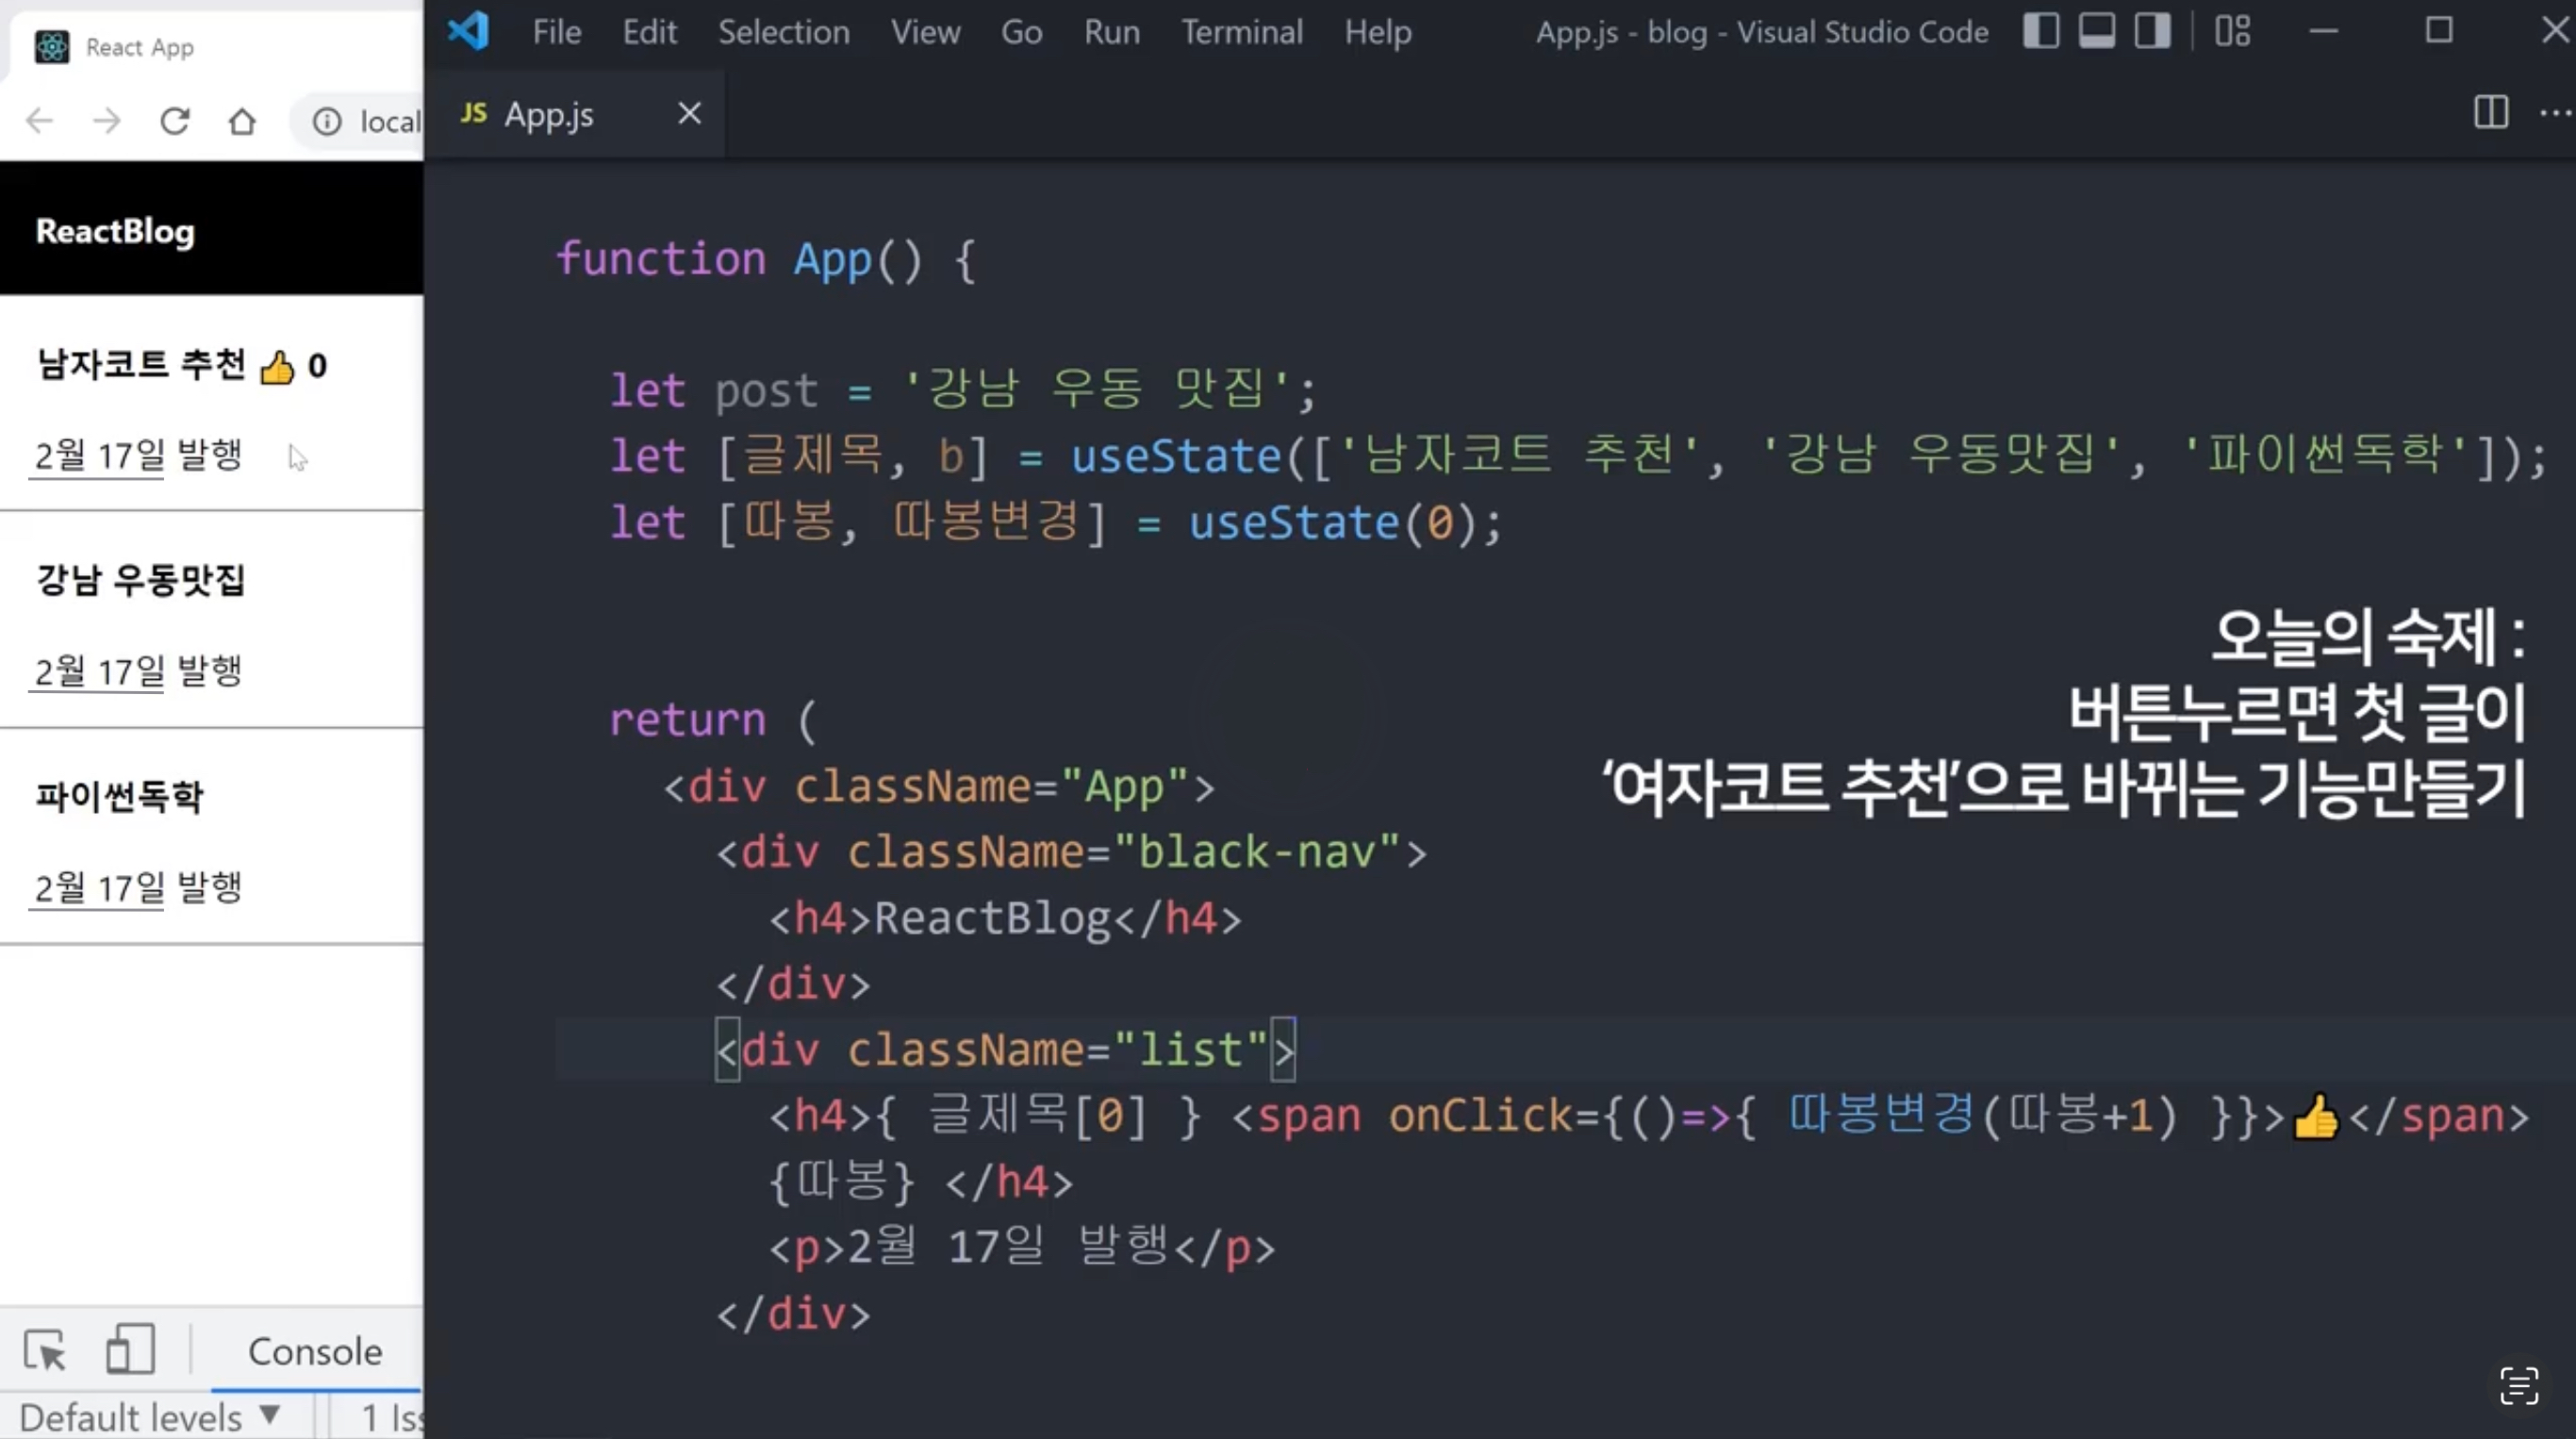 React App
local
ReactBlog
남자코트 추천 👍 0
2월 17일 발행
강남 우동맛집
2월 17일 발행
파이썬독학
2월 17일 발행
Console
Default levels ▼
1 Iss
File Edit Selection View Go Run Terminal Help
App.js - blog - Visual Studio Code
JS App.js
function App() {
let post = '강남 우동 맛집';
let [글제목, b] = useState(['남자코트 추천', '강남 우동맛집', '파이썬독학']);
let [따봉, 따봉변경] = useState(0);
오늘의 숙제 :
버튼누르면 첫 글이
‘여자코트 추천’으로 바뀌는 기능만들기
return (
<div className="App">
<div className="black-nav">
<h4>ReactBlog</h4>
</div>
<div className="list">
<h4>{ 글제목[0] } <span onClick={()=>{ 따봉변경(따봉+1) }}>👍</span>
{따봉} </h4>
<p>2월 17일 발행</p>
</div>